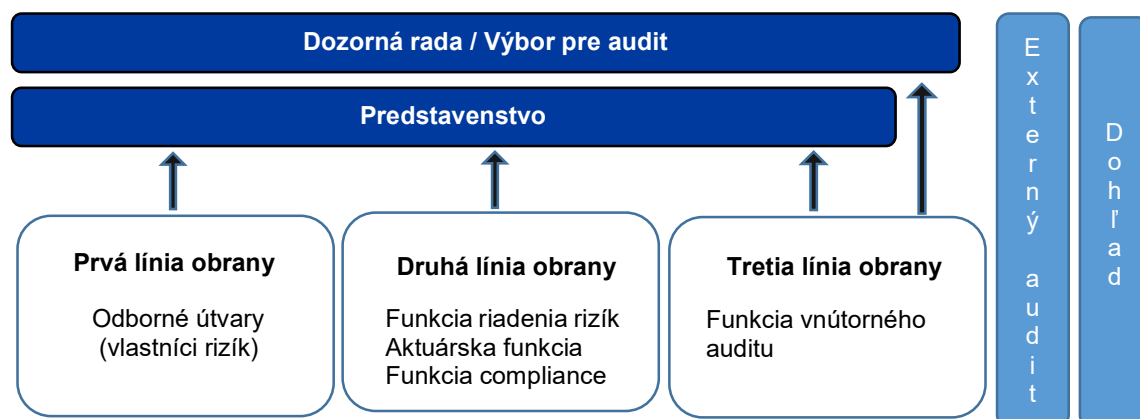 Dozorná rada / Výbor pre audit
Predstavenstvo
Prvá línia obrany
Odborné útvary
(vlastníci rizík)
Druhá línia obrany
Funkcia riadenia rizík
Aktuárska funkcia
Funkcia compliance
Tretia línia obrany
Funkcia vnútorného
auditu
Externý audit
Dohľad